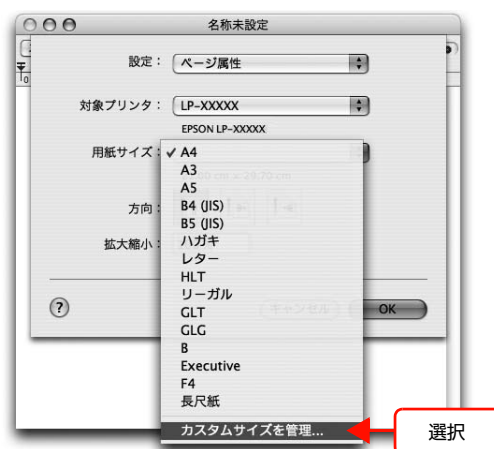 名称未設定
設定： ページ属性
対象プリンタ： LP-XXXXX
EPSON LP-XXXXX
用紙サイズ： ✓ A4
A3
A5
方向： B4 (JIS)
B5 (JIS)
拡大縮小： ハガキ
レター
HLT
リーガル
GLT
GLG
B
Executive
F4
長尺紙
カスタムサイズを管理...
選択
? キャンセル OK